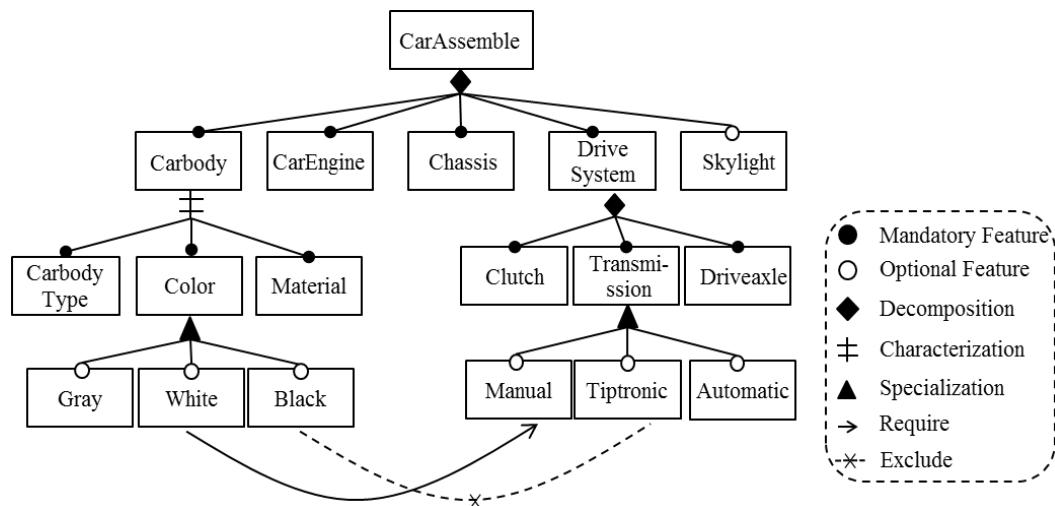 CarAssemble
Carbody
CarEngine
Chassis
Drive
System
Skylight
Carbody
Type
Color
Material
Clutch
Transmi-
ssion
Driveaxle
Gray
White
Black
Manual
Tiptronic
Automatic
Mandatory Feature
Optional Feature
Decomposition
Characterization
Specialization
Require
Exclude